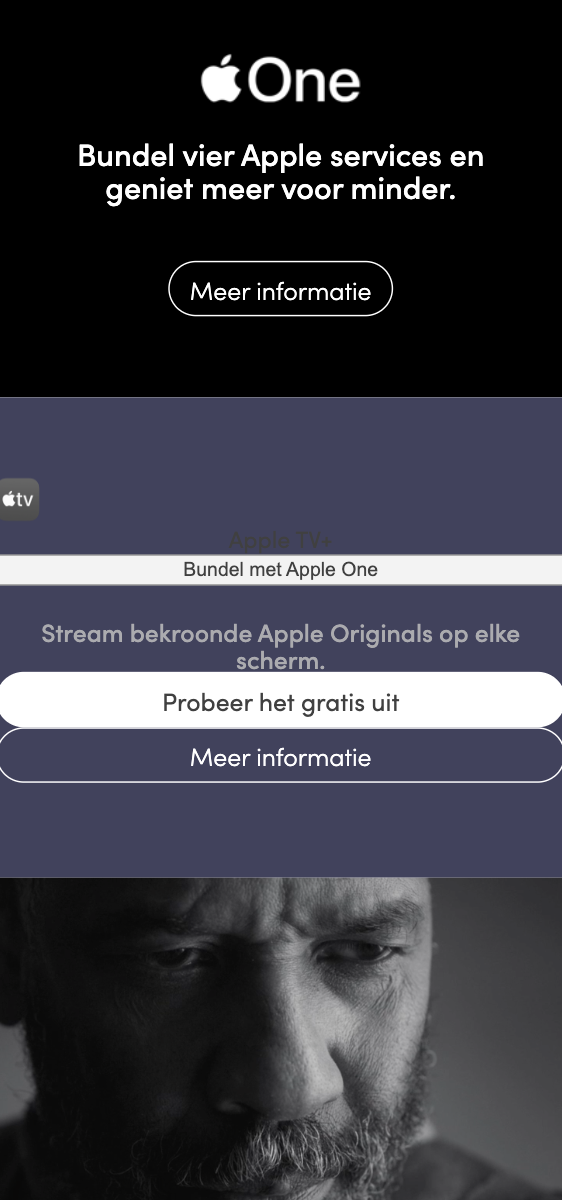 One
Bundel vier Apple services en
geniet meer voor minder.
Meer informatie
tv
Apple TV+
Bundel met Apple One
Stream bekroonde Apple Originals op elke
scherm.
Probeer het gratis uit
Meer informatie